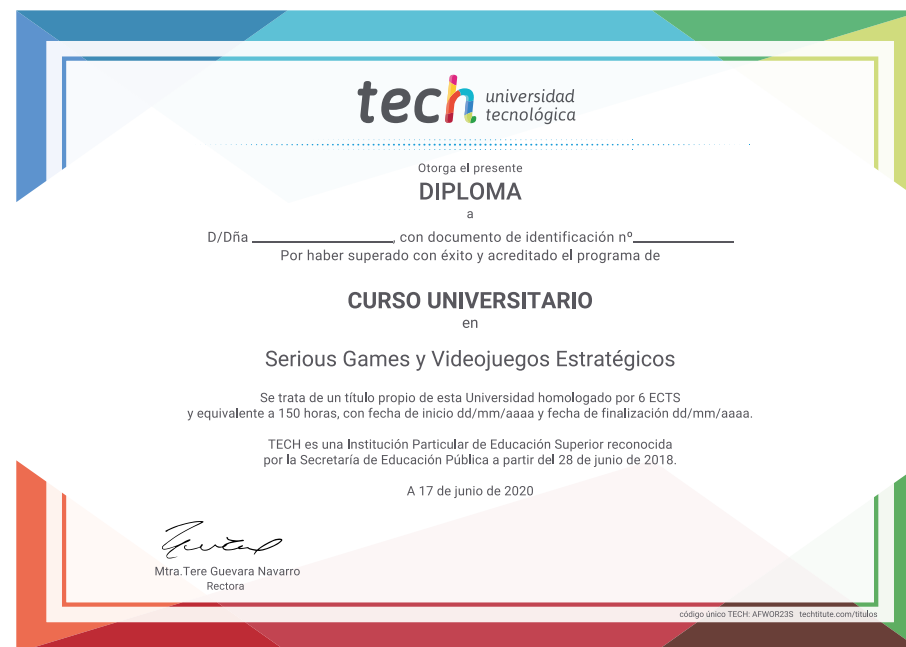 tech universidad
tecnológica
Otorga el presente
DIPLOMA
a
D/Dña ____________________, con documento de identificación nº______________
Por haber superado con éxito y acreditado el programa de
CURSO UNIVERSITARIO
en
Serious Games y Videojuegos Estratégicos
Se trata de un título propio de esta Universidad homologado por 6 ECTS
y equivalente a 150 horas, con fecha de inicio dd/mm/aaaa y fecha de finalización dd/mm/aaaa.
TECH es una Institución Particular de Educación Superior reconocida
por la Secretaría de Educación Pública a partir del 28 de junio de 2018.
A 17 de junio de 2020
Mtra.Tere Guevara Navarro
Rectora
código único TECH: AFWOR23S techtitute.com/titulos